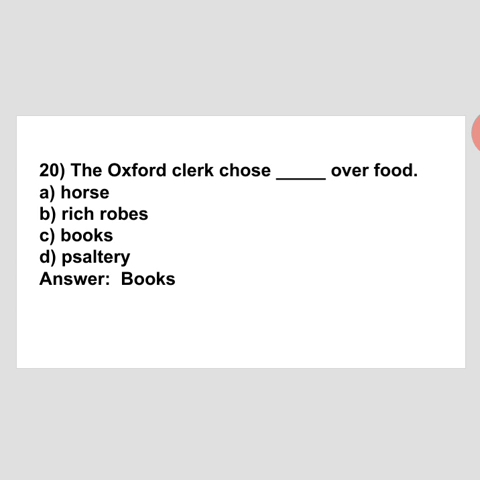 20) The Oxford clerk chose _____ over food.
a) horse
b) rich robes
c) books
d) psaltery
Answer:  Books